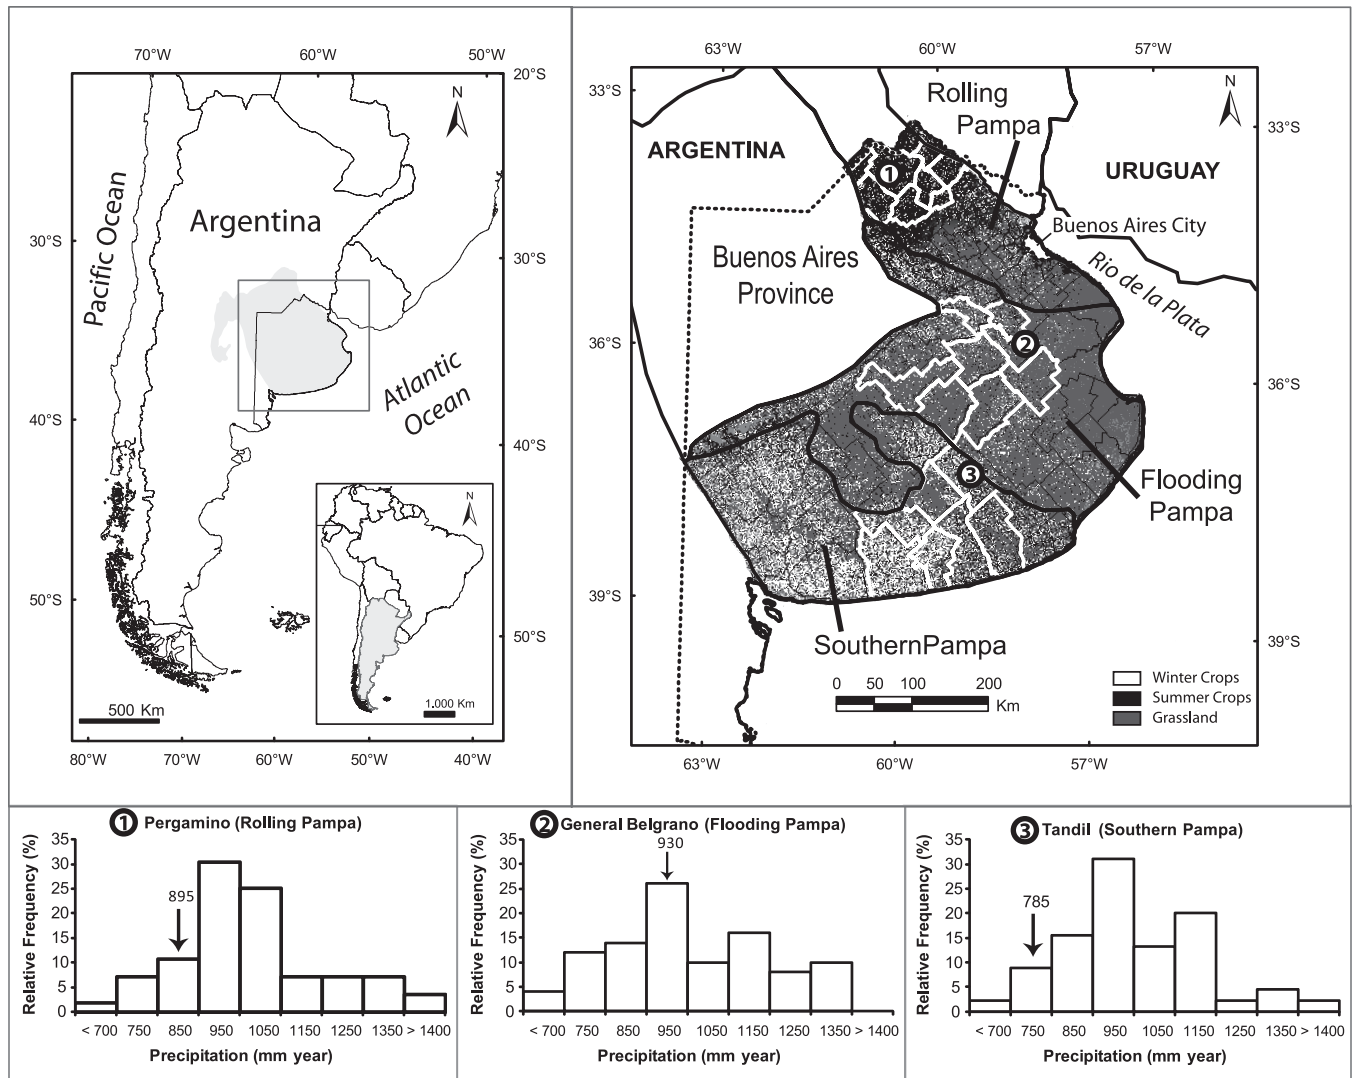 70°W
60°W
50°W
20°S
N
Pacific Ocean
Argentina
30°S
30°S
Atlantic
Ocean
40°S
40°S
50°S
50°S
N
500 Km
1.000 Km
80°W
70°W
60°W
50°W
40°W
63°W
60°W
57°W
33°S
33°S
Rolling
Pampa
N
ARGENTINA
1
URUGUAY
Buenos Aires City
Buenos Aires
Province
Rio de la Plata
2
36°S
36°S
3
Flooding
Pampa
39°S
39°S
SouthernPampa
0 50 100 200
Km
Winter Crops
Summer Crops
Grassland
63°W
60°W
57°W
1 Pergamino (Rolling Pampa)
Relative Frequency (%)
35
30
25
20
15
10
5
0
895
< 700 750 850 950 1050 1150 1250 1350 > 1400
Precipitation (mm year)
2 General Belgrano (Flooding Pampa)
Relative Frequency (%)
35
30
25
20
15
10
5
0
930
< 700 750 850 950 1050 1150 1250 1350 > 1400
Precipitation (mm year)
3 Tandil (Southern Pampa)
Relative Frequency (%)
35
30
25
20
15
10
5
0
785
< 700 750 850 950 1050 1150 1250 1350 > 1400
Precipitation (mm year)